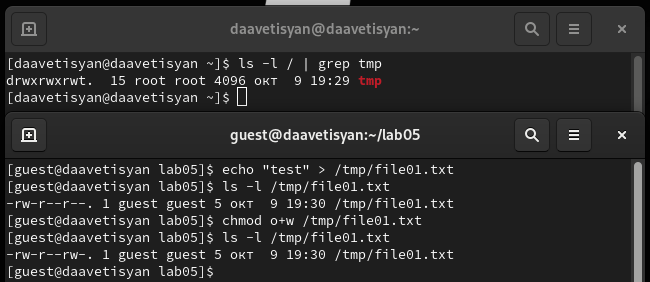 daavetisyan@daavetisyan:~
[daavetisyan@daavetisyan ~]$ ls -l / | grep tmp
drwxrwxrwt.  15 root root 4096 окт  9 19:29 tmp
[daavetisyan@daavetisyan ~]$
guest@daavetisyan:~/lab05
[guest@daavetisyan lab05]$ echo "test" > /tmp/file01.txt
[guest@daavetisyan lab05]$ ls -l /tmp/file01.txt
-rw-r--r--. 1 guest guest 5 окт  9 19:30 /tmp/file01.txt
[guest@daavetisyan lab05]$ chmod o+w /tmp/file01.txt
[guest@daavetisyan lab05]$ ls -l /tmp/file01.txt
-rw-r--rw-. 1 guest guest 5 окт  9 19:30 /tmp/file01.txt
[guest@daavetisyan lab05]$